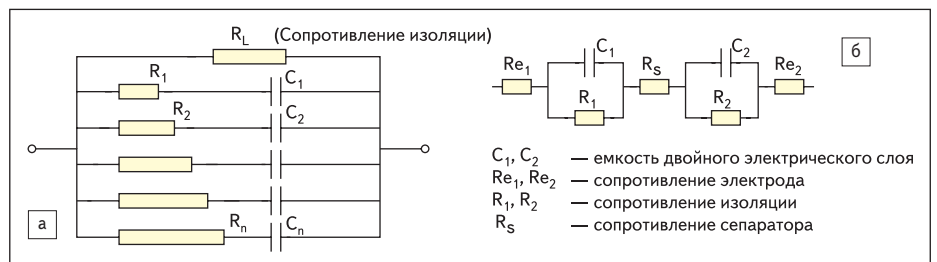 R_L (Сопротивление изоляции)
R_1 C_1
R_2 C_2
R_n C_n
а
б
C_1 C_2
Re_1 R_S Re_2
R_1 R_2
C_1, C_2 — емкость двойного электрического слоя
Re_1, Re_2 — сопротивление электрода
R_1, R_2 — сопротивление изоляции
R_S — сопротивление сепаратора